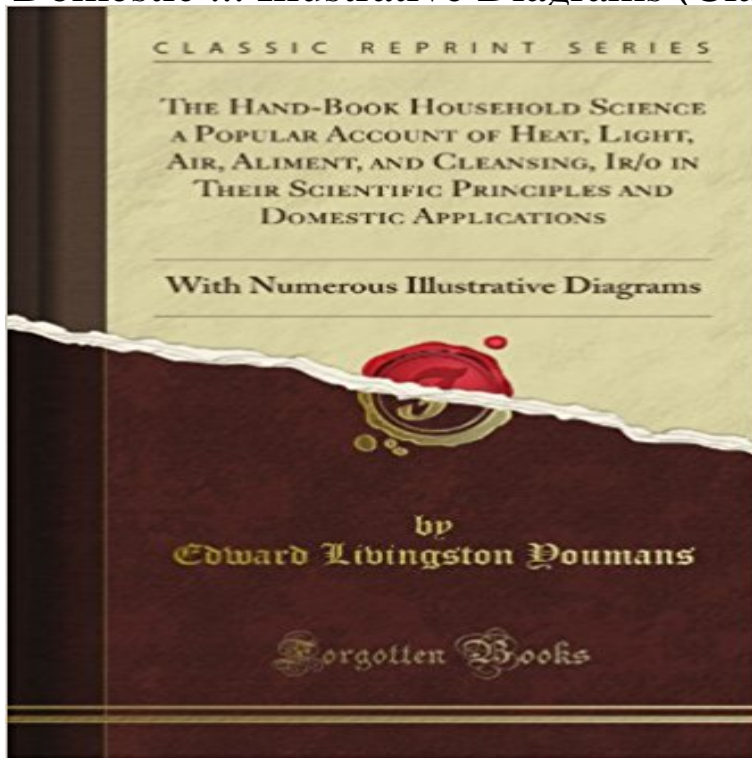 CLASSIC REPRINT SERIES
THE HAND-BOOK HOUSEHOLD SCIENCE
A POPULAR ACCOUNT OF HEAT, LIGHT,
AIR, ALIMENT, AND CLEANSING, IR/0 IN
THEIR SCIENTIFIC PRINCIPLES AND
DOMESTIC APPLICATIONS
With Numerous Illustrative Diagrams
by
Edward Livingston Youmans
Forgotten Books